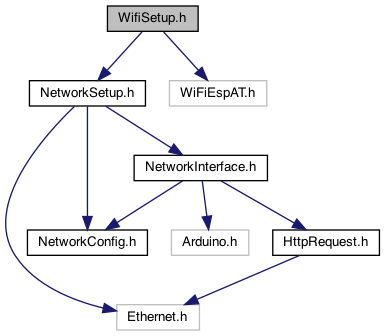 WifiSetup.h
NetworkSetup.h
WiFiEspAT.h
NetworkInterface.h
NetworkConfig.h
Arduino.h
HttpRequest.h
Ethernet.h